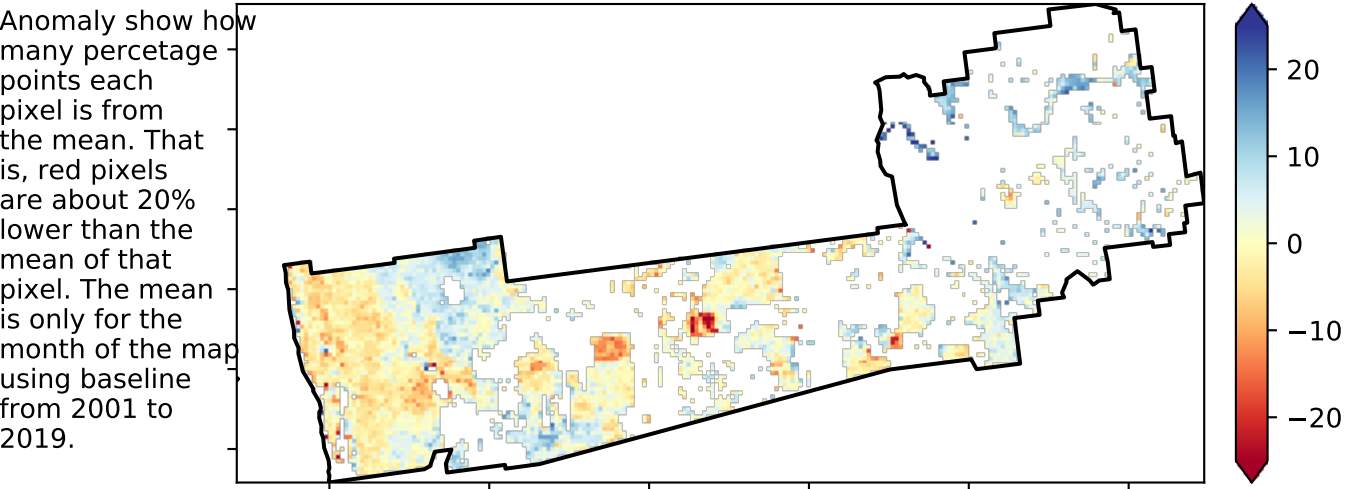 Anomaly show how
many percetage
points each
pixel is from
the mean. That
is, red pixels
are about 20%
lower than the
mean of that
pixel. The mean
is only for the
month of the map
using baseline
from 2001 to
2019.
20
10
0
−10
−20